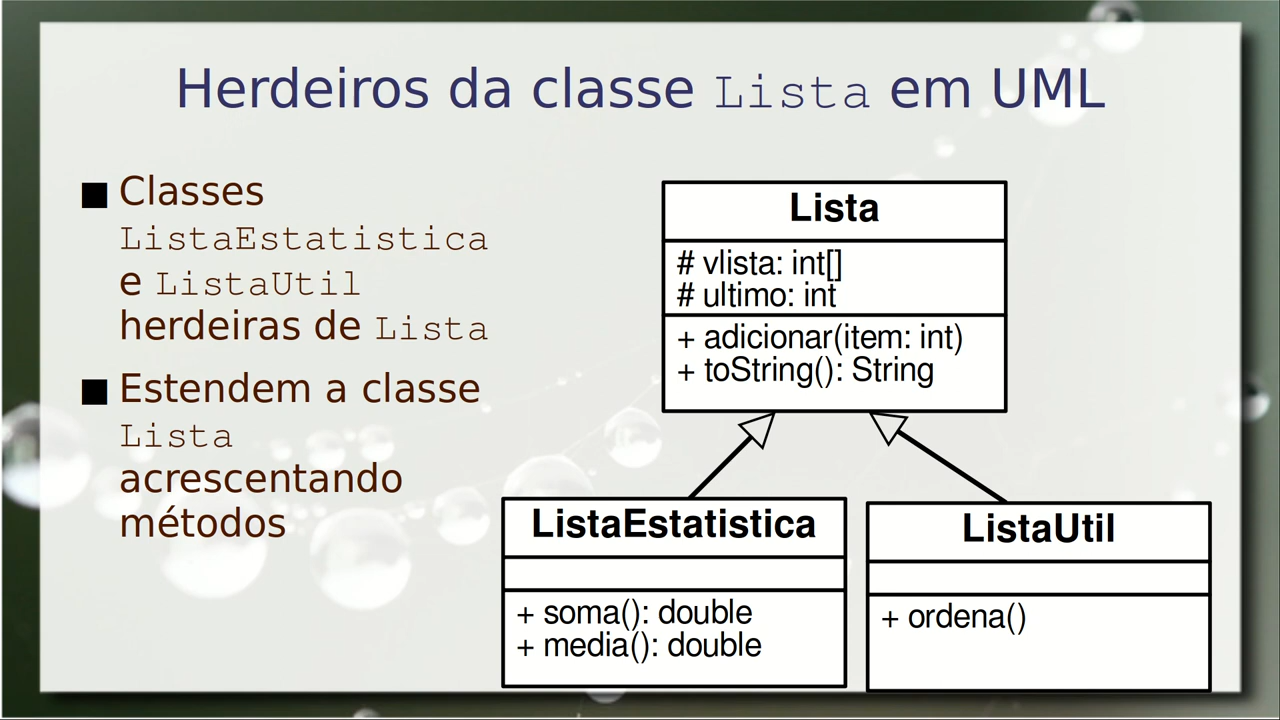 Herdeiros da classe Lista em UML
Classes
ListaEstatistica
e ListaUtil
herdeiras de Lista
Estendem a classe
Lista
acrescentando
métodos
Lista
# vlista: int[]
# ultimo: int
+ adicionar(item: int)
+ toString(): String
ListaEstatistica
+ soma(): double
+ media(): double
ListaUtil
+ ordena()